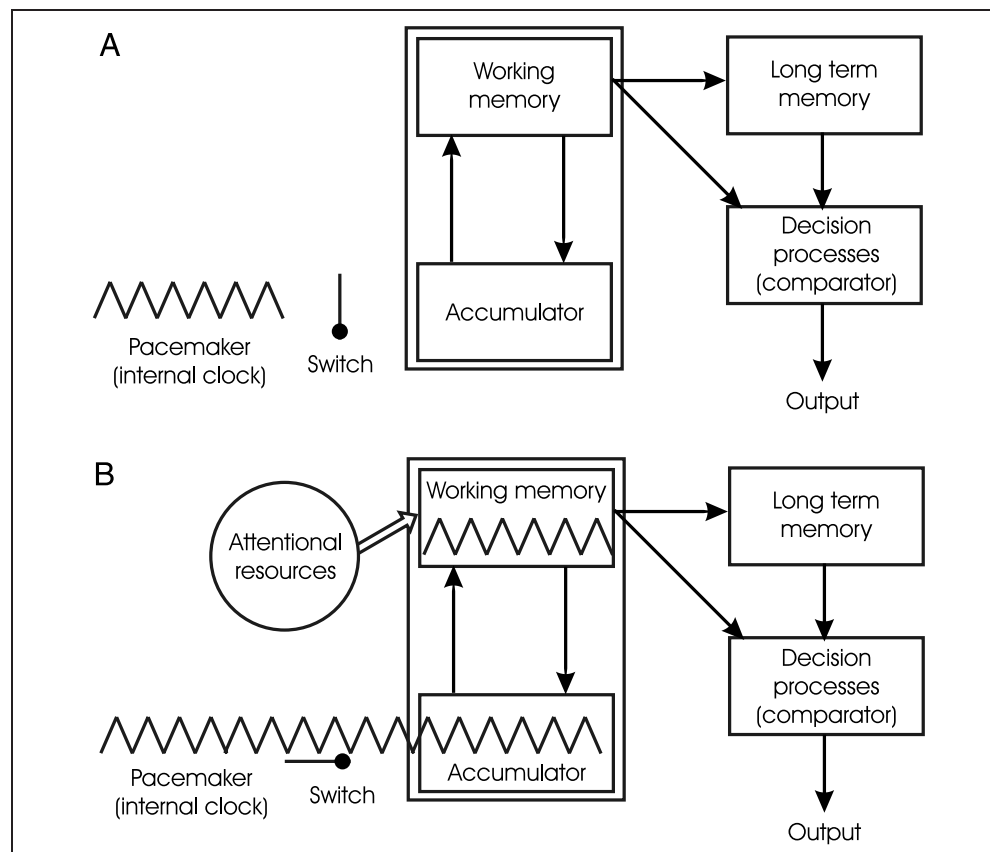 A
Working
memory
Long term
memory
Decision
processes
(comparator)
Accumulator
Pacemaker
(internal clock)
Switch
Output
B
Working memory
Attentional
resources
Long term
memory
Decision
processes
(comparator)
Accumulator
Pacemaker
(internal clock)
Switch
Output